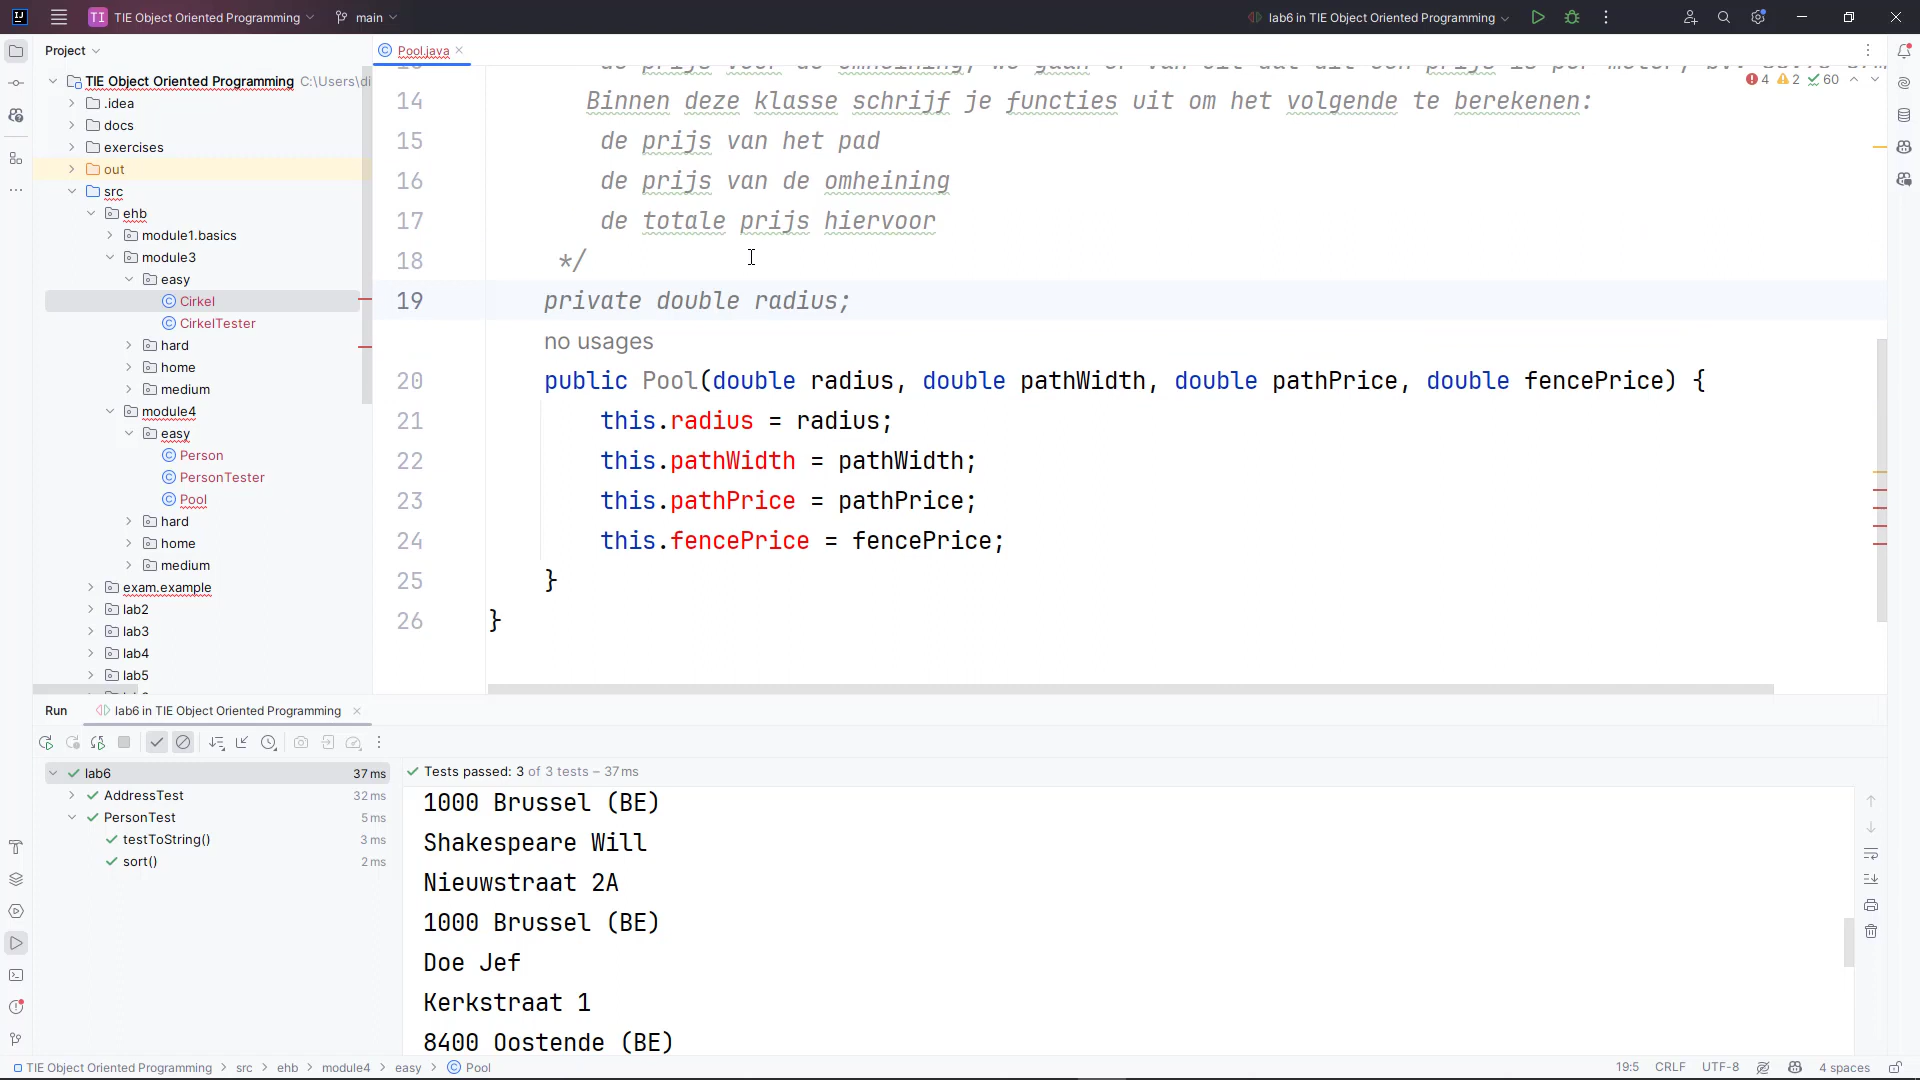 TI TIE Object Oriented Programming main lab6 in TIE Object Oriented Programming
Project
TIE Object Oriented Programming C:\Users\di
.idea
docs
exercises
out
src
ehb
module1.basics
module3
easy
Cirkel
CirkelTester
hard
home
medium
module4
easy
Person
PersonTester
Pool
hard
home
medium
exam.example
lab2
lab3
lab4
lab5
Pool.java
4 2 60
14 Binnen deze klasse schrijf je functies uit om het volgende te berekenen:
15 de prijs van het pad
16 de prijs van de omheining
17 de totale prijs hiervoor
18 */
19 private double radius;
no usages
20 public Pool(double radius, double pathWidth, double pathPrice, double fencePrice) {
21 this.radius = radius;
22 this.pathWidth = pathWidth;
23 this.pathPrice = pathPrice;
24 this.fencePrice = fencePrice;
25 }
26 }
Run lab6 in TIE Object Oriented Programming
lab6 37 ms
AddressTest 32 ms
PersonTest 5 ms
testToString() 3 ms
sort() 2 ms
Tests passed: 3 of 3 tests – 37 ms
1000 Brussel (BE)
Shakespeare Will
Nieuwstraat 2A
1000 Brussel (BE)
Doe Jef
Kerkstraat 1
8400 Oostende (BE)
TIE Object Oriented Programming > src > ehb > module4 > easy > Pool 19:5 CRLF UTF-8 4 spaces